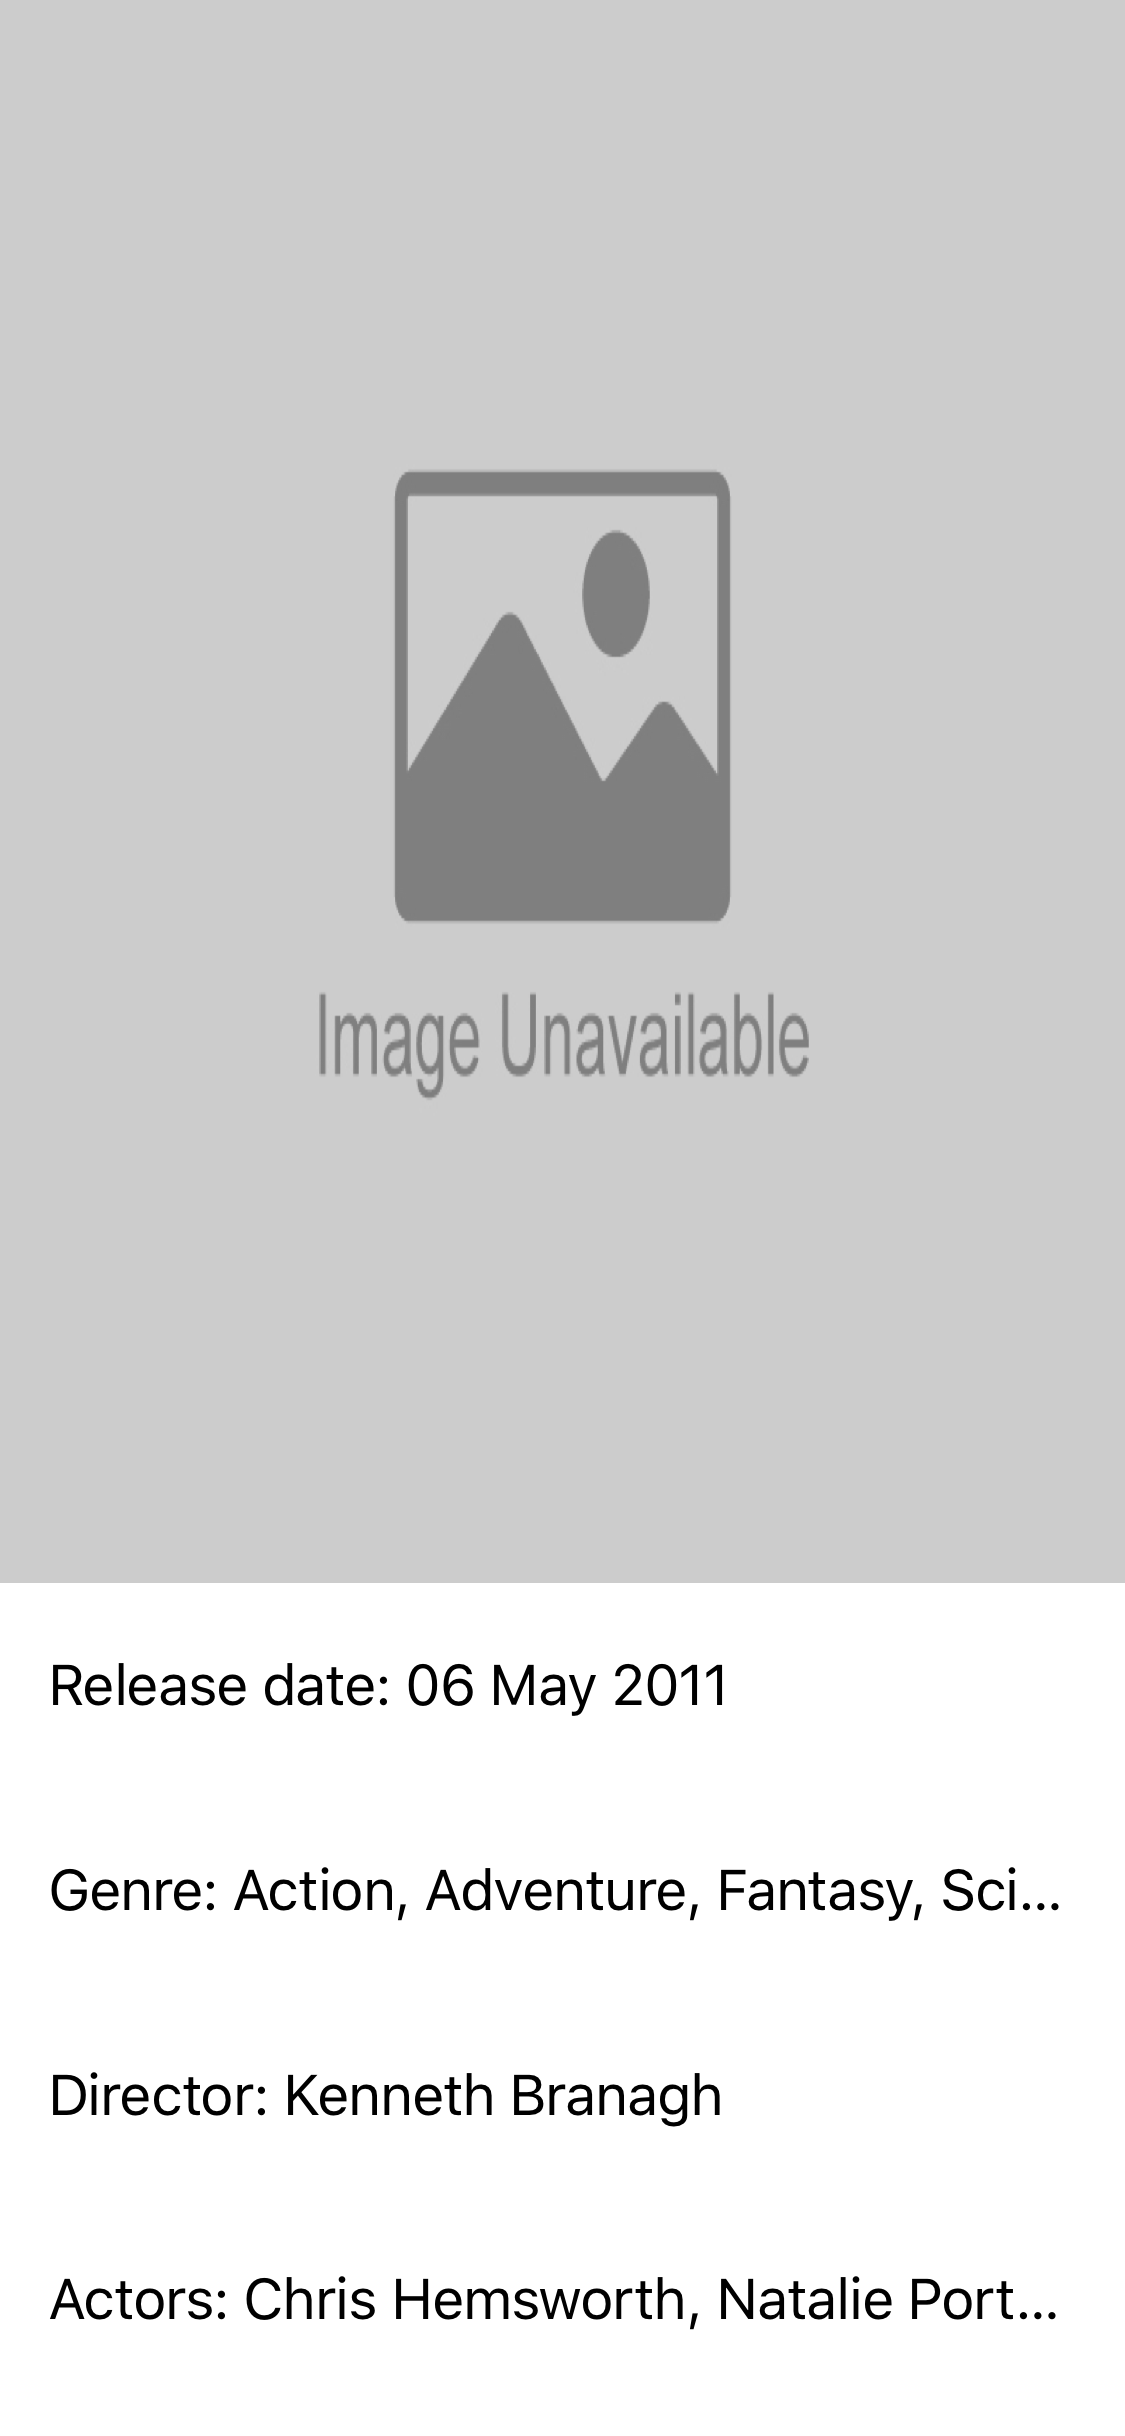 Image Unavailable
Release date: 06 May 2011
Genre: Action, Adventure, Fantasy, Sci...
Director: Kenneth Branagh
Actors: Chris Hemsworth, Natalie Port...